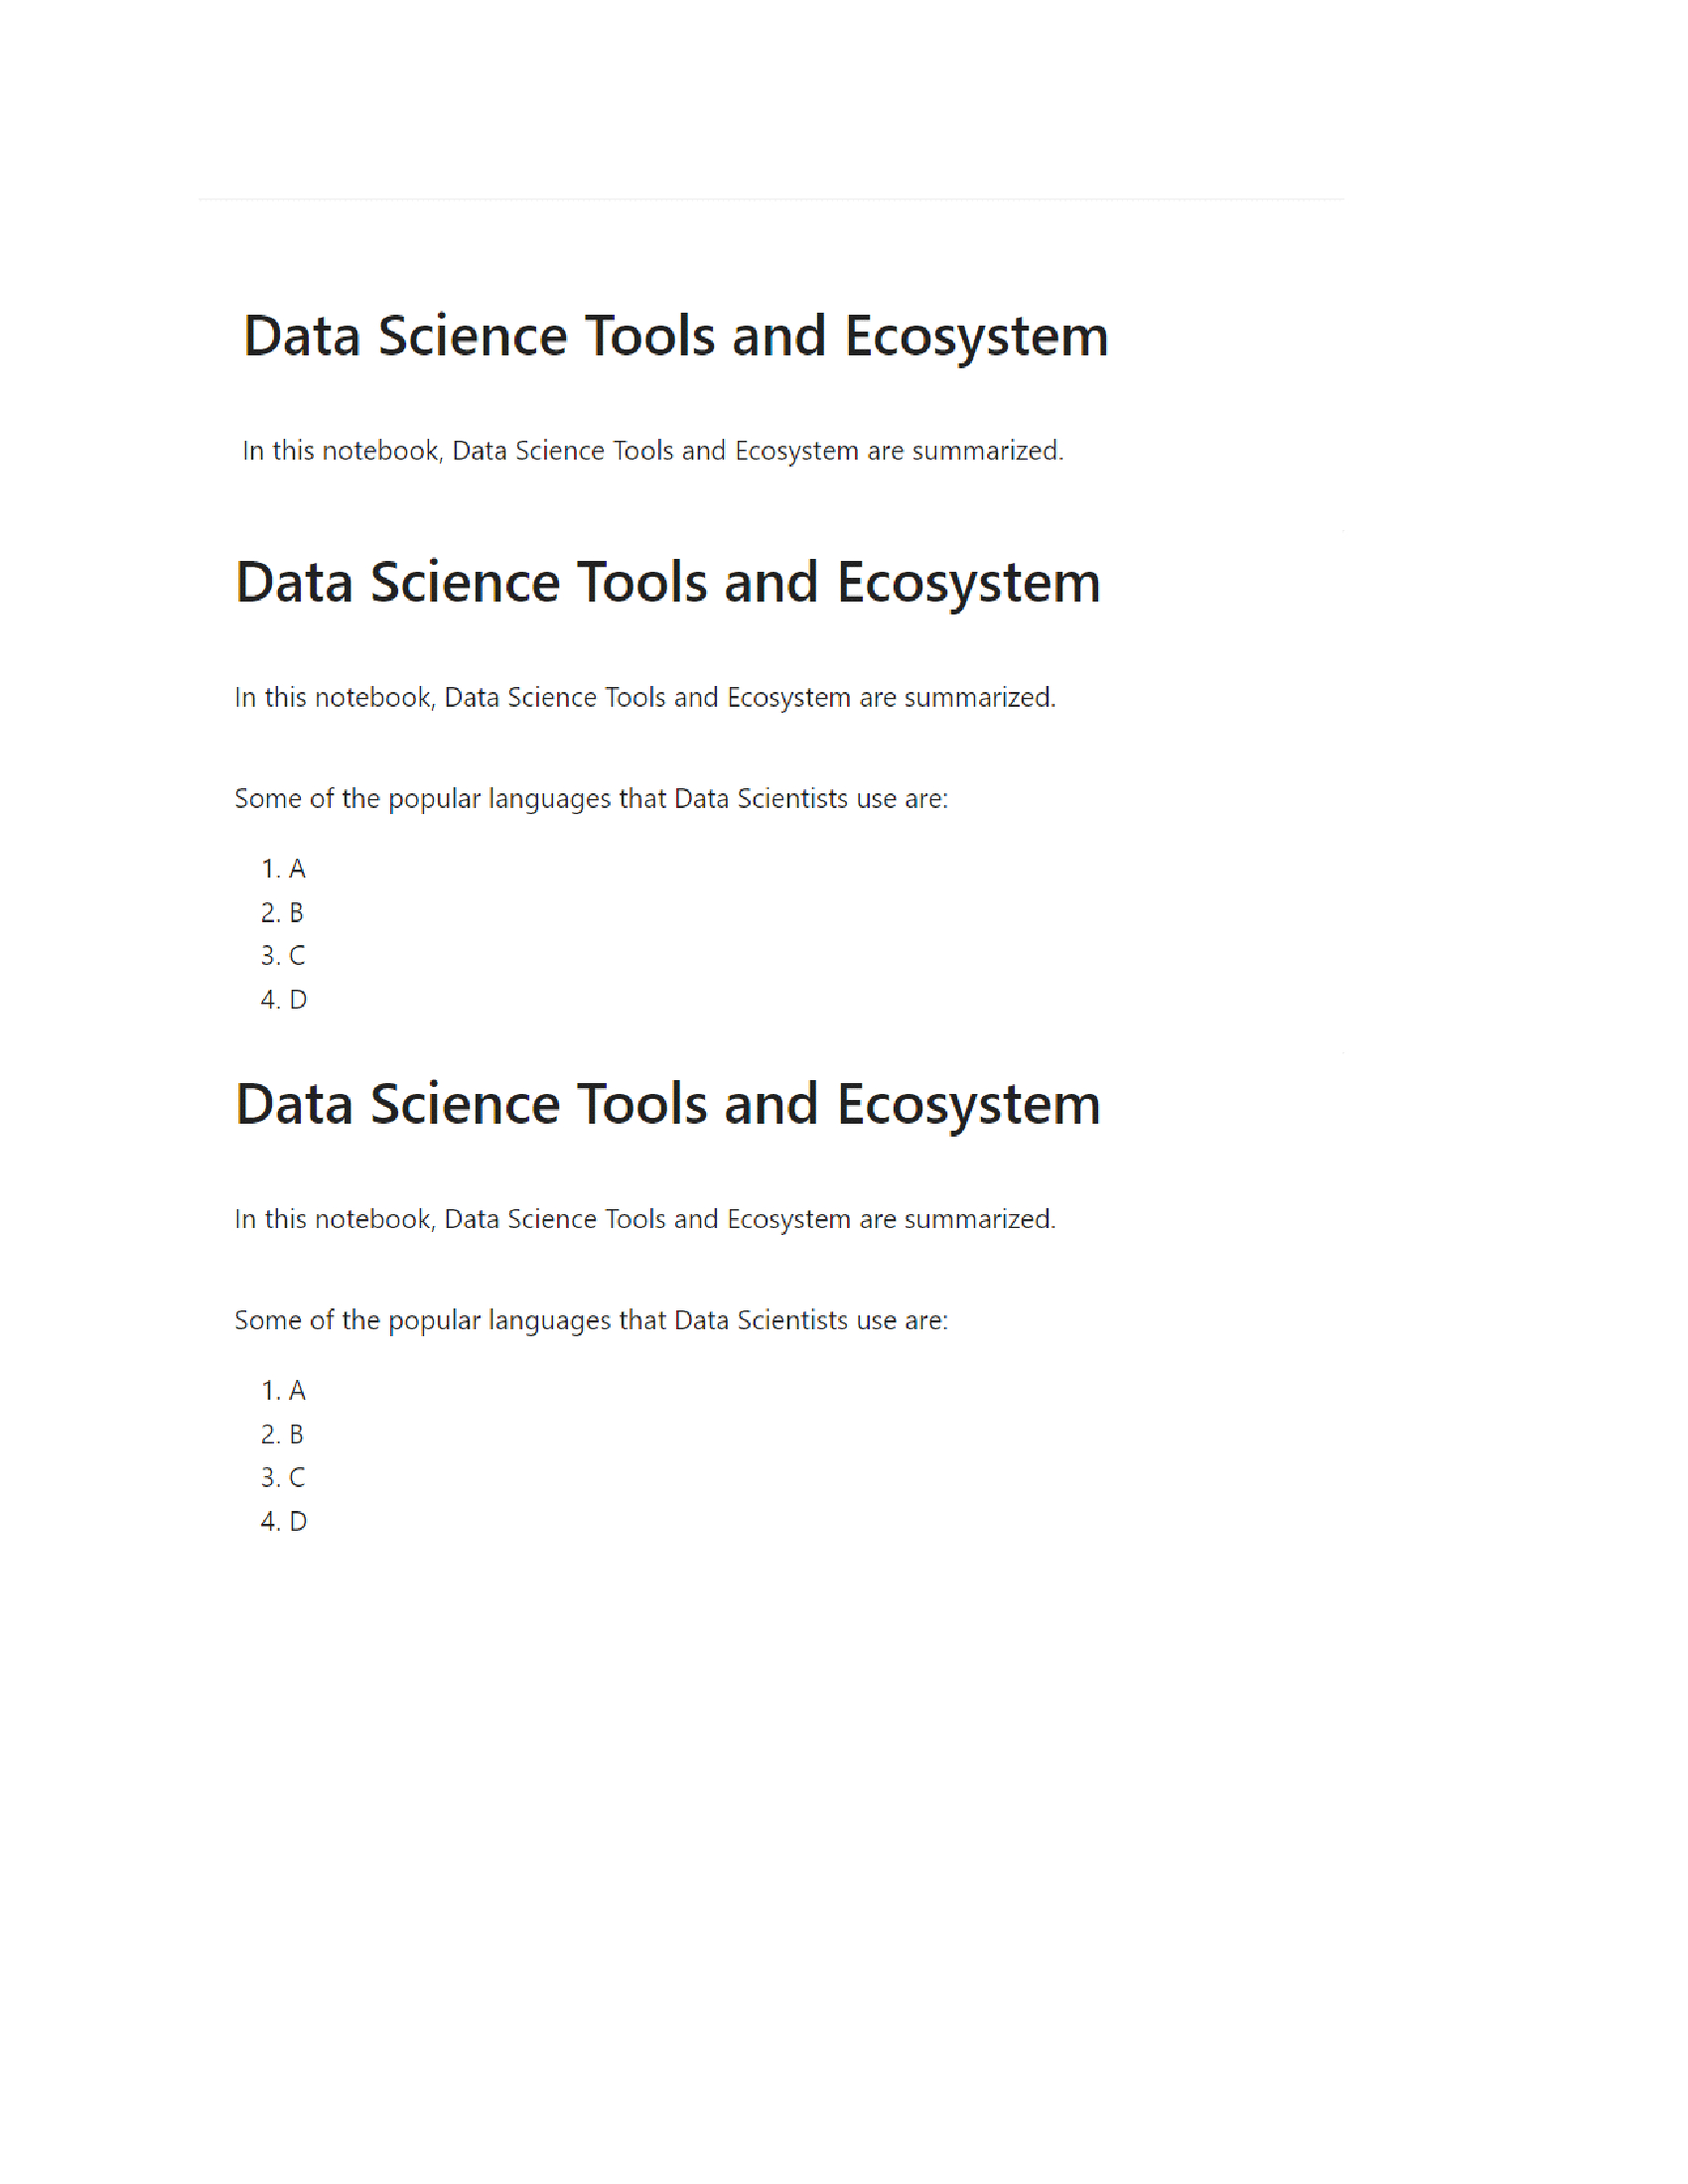 Data Science Tools and Ecosystem
In this notebook, Data Science Tools and Ecosystem are summarized.
Data Science Tools and Ecosystem
In this notebook, Data Science Tools and Ecosystem are summarized.
Some of the popular languages that Data Scientists use are:
1. A
2. B
3. C
4. D
Data Science Tools and Ecosystem
In this notebook, Data Science Tools and Ecosystem are summarized.
Some of the popular languages that Data Scientists use are:
1. A
2. B
3. C
4. D